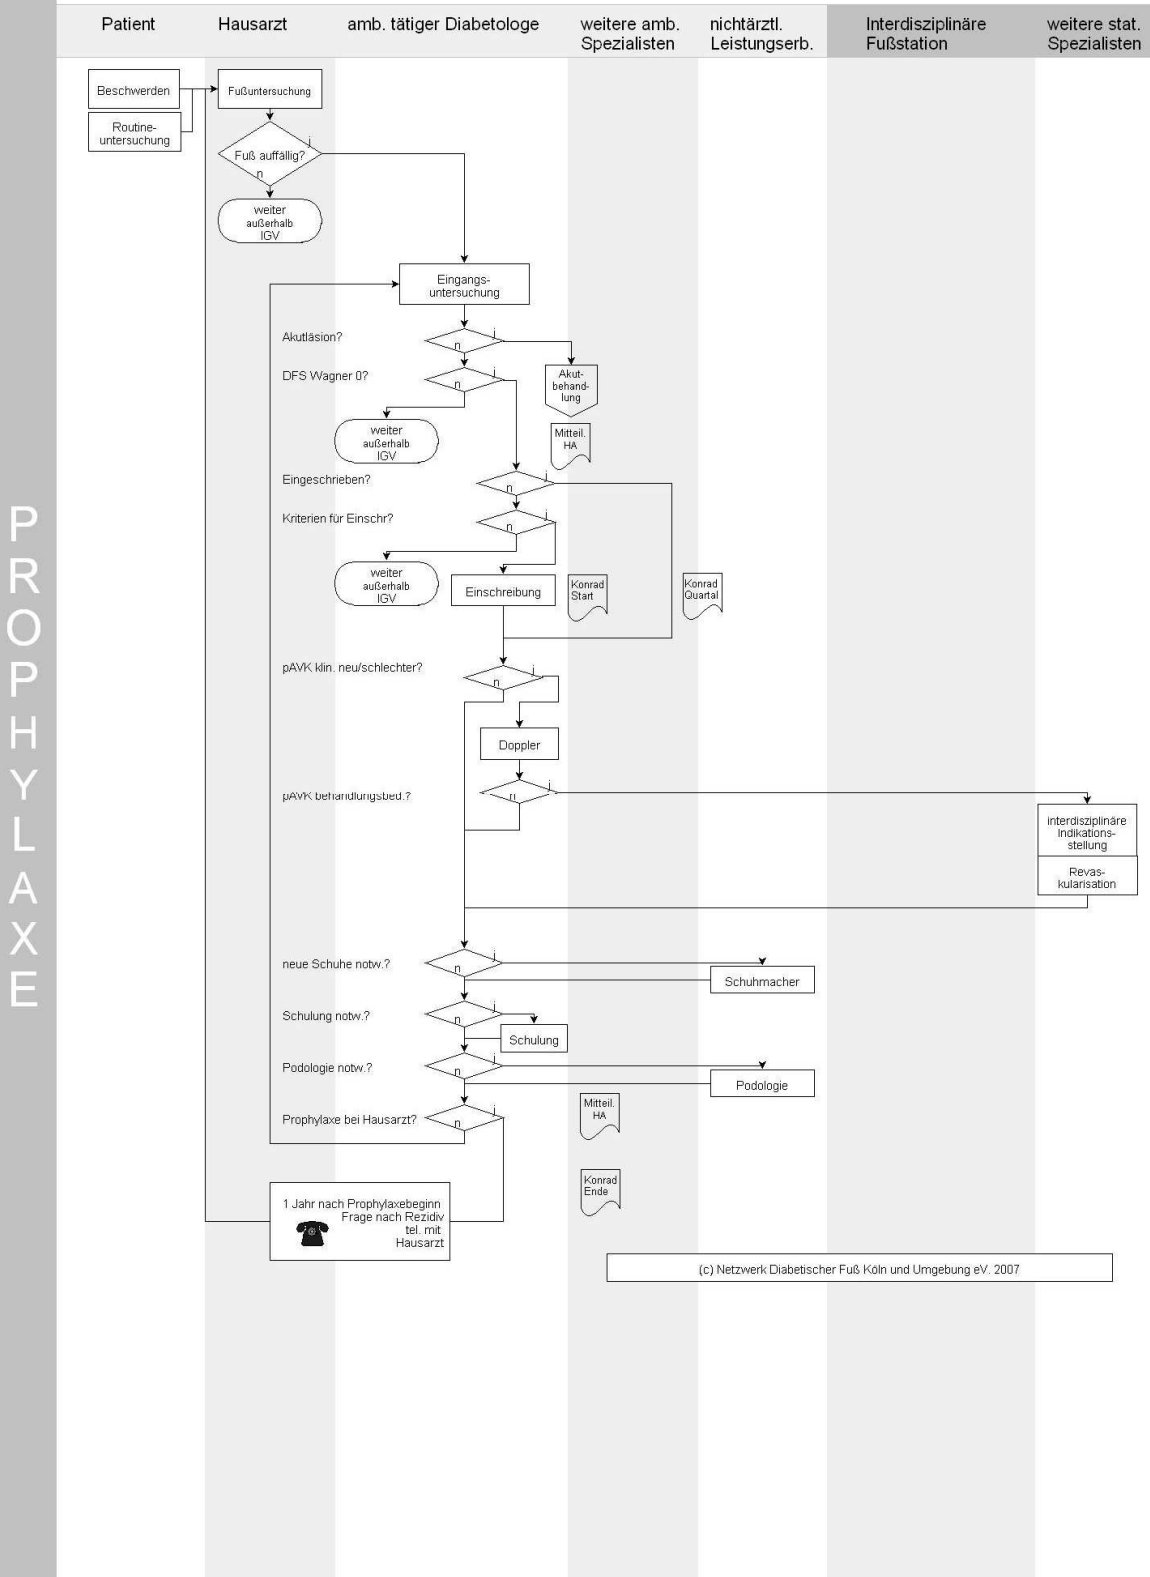 Patient
Hausarzt
amb. tätiger Diabetologe
weitere amb.
Spezialisten
nichtärztl.
Leistungserb.
Interdisziplinäre
Fußstation
weitere stat.
Spezialisten
PROPHYLAXE
Beschwerden
Routine-
untersuchung
Fußuntersuchung
j
Fuß auffällig?
n
weiter
außerhalb
IGV
Eingangs-
untersuchung
Akutläsion?
j
n
DFS Wagner 0?
j
n
Akut-
behand-
lung
weiter
außerhalb
IGV
Mitteil.
HA
Eingeschrieben?
j
n
Kriterien für Einschr?
j
n
weiter
außerhalb
IGV
Einschreibung
Konrad
Start
Konrad
Quartal
pAVK klin. neu/schlechter?
j
n
Doppler
pAVK behandlungsbed.?
j
n
interdisziplinäre
Indikations-
stellung
Revas-
kularisation
neue Schuhe notw.?
j
n
Schuhmacher
Schulung notw.?
j
n
Schulung
Podologie notw.?
j
n
Podologie
Prophylaxe bei Hausarzt?
j
n
Mitteil.
HA
Konrad
Ende
1 Jahr nach Prophylaxebeginn
Frage nach Rezidiv
tel. mit
Hausarzt
(c) Netzwerk Diabetischer Fuß Köln und Umgebung eV. 2007